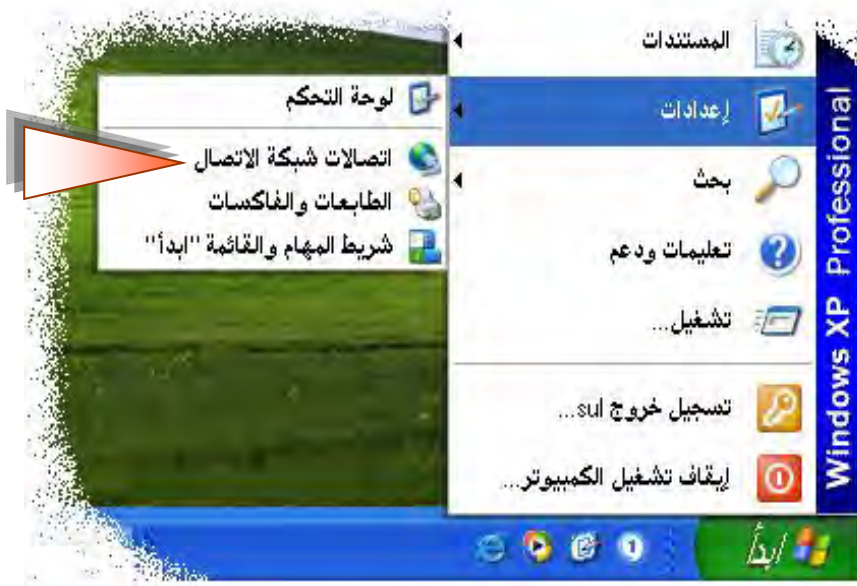 المستندات
إعدادات
بحث
تعليمات ودعم
تشغيل...
تسجيل خروج sul...
إيقاف تشغيل الكمبيوتر...
لوحة التحكم
اتصالات شبكة الاتصال
الطابعات والفاكسات
شريط المهام والقائمة "ابدأ"
Windows XP Professional
ابدأ
1